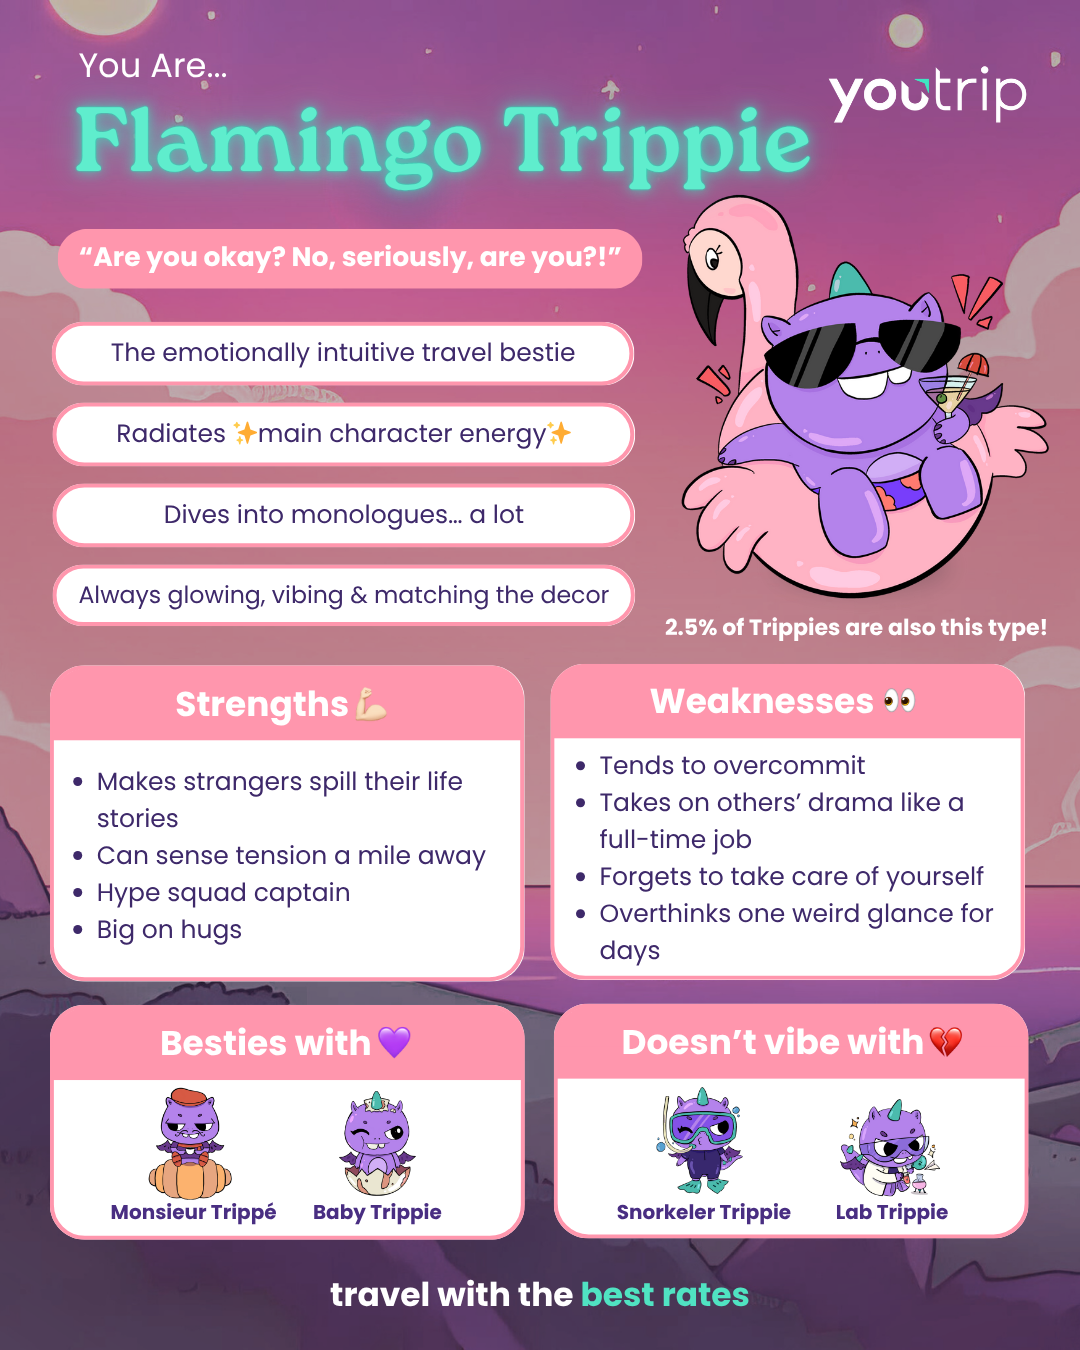 You Are...
youtrip
Flamingo Trippie
“Are you okay? No, seriously, are you?!”
The emotionally intuitive travel bestie
Radiates ✨main character energy✨
Dives into monologues... a lot
Always glowing, vibing & matching the decor
2.5% of Trippies are also this type!
Strengths 💪🏻
• Makes strangers spill their life
stories
• Can sense tension a mile away
• Hype squad captain
• Big on hugs
Weaknesses 👀
• Tends to overcommit
• Takes on others’ drama like a
full-time job
• Forgets to take care of yourself
• Overthinks one weird glance for
days
Besties with 💜
Monsieur Trippé
Baby Trippie
Doesn’t vibe with 💔
Snorkeler Trippie
Lab Trippie
travel with the best rates